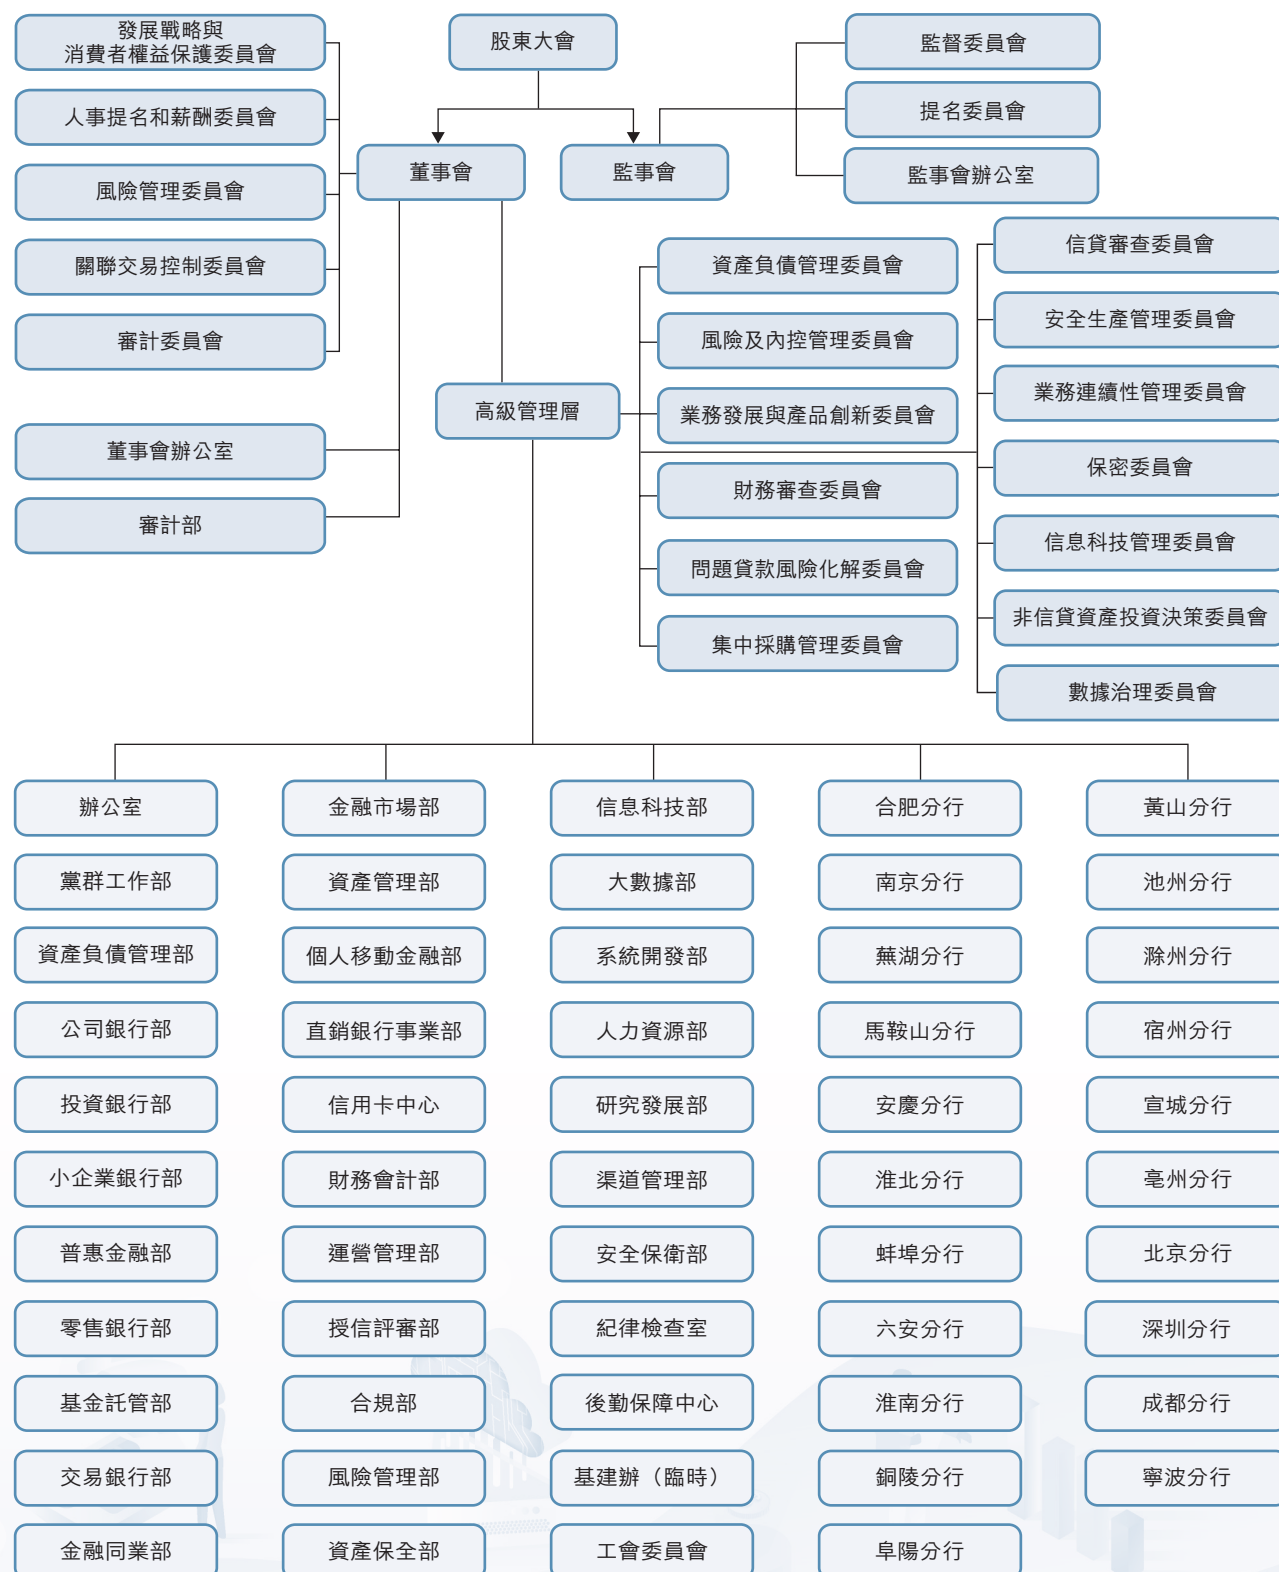 發展戰略與
消費者權益保護委員會
人事提名和薪酬委員會
風險管理委員會
關聯交易控制委員會
審計委員會
董事會辦公室
審計部
股東大會
董事會
監事會
監督委員會
提名委員會
監事會辦公室
高級管理層
資產負債管理委員會
風險及內控管理委員會
業務發展與產品創新委員會
財務審查委員會
問題貸款風險化解委員會
集中採購管理委員會
信貸審查委員會
安全生產管理委員會
業務連續性管理委員會
保密委員會
信息科技管理委員會
非信貸資產投資決策委員會
數據治理委員會
辦公室
黨群工作部
資產負債管理部
公司銀行部
投資銀行部
小企業銀行部
普惠金融部
零售銀行部
基金託管部
交易銀行部
金融同業部
金融市場部
資產管理部
個人移動金融部
直銷銀行事業部
信用卡中心
財務會計部
運營管理部
授信評審部
合規部
風險管理部
資產保全部
信息科技部
大數據部
系統開發部
人力資源部
研究發展部
渠道管理部
安全保衛部
紀律檢查室
後勤保障中心
基建辦（臨時）
工會委員會
合肥分行
南京分行
蕪湖分行
馬鞍山分行
安慶分行
淮北分行
蚌埠分行
六安分行
淮南分行
銅陵分行
阜陽分行
黃山分行
池州分行
滁州分行
宿州分行
宣城分行
亳州分行
北京分行
深圳分行
成都分行
寧波分行